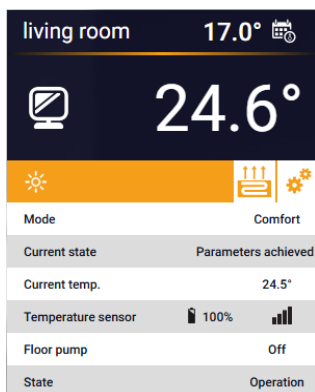 living room 17.0°
24.6°
Mode Comfort
Current state Parameters achieved
Current temp. 24.5°
Temperature sensor 100%
Floor pump Off
State Operation